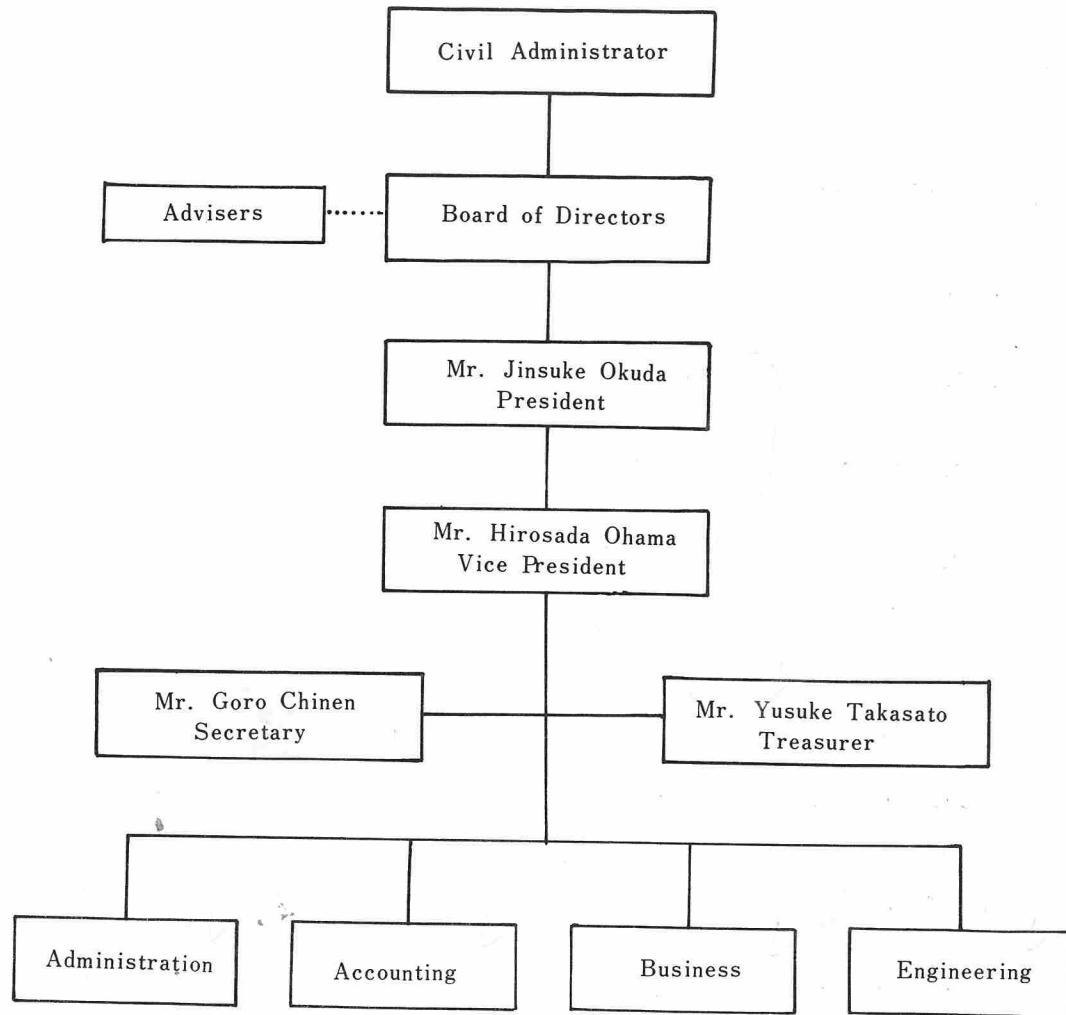 Civil Administrator
Advisers
Board of Directors
Mr. Jinsuke Okuda
President
Mr. Hirosada Ohama
Vice President
Mr. Goro Chinen
Secretary
Mr. Yusuke Takasato
Treasurer
Administration
Accounting
Business
Engineering